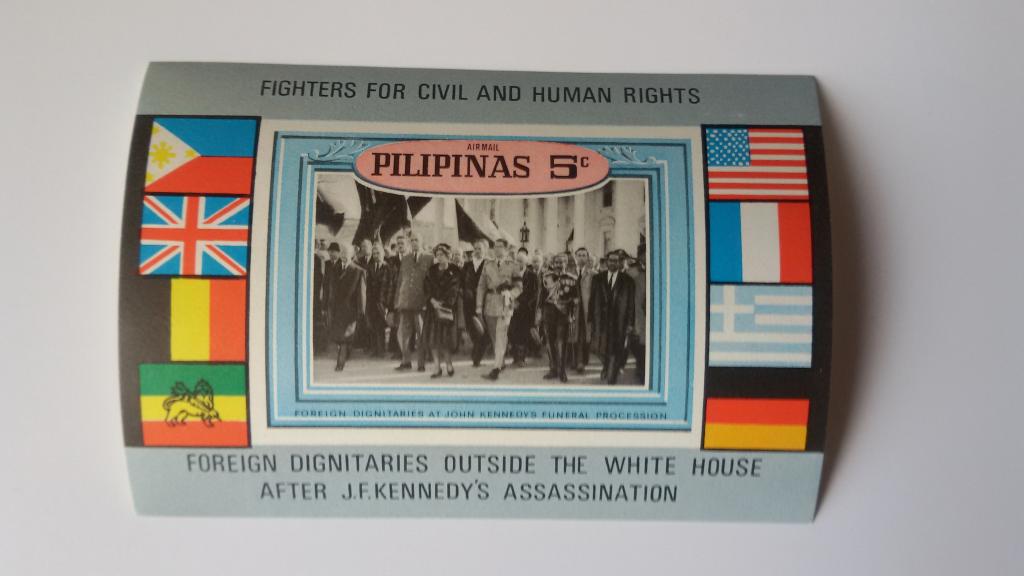 FIGHTERS FOR CIVIL AND HUMAN RIGHTS
AIRMAIL
PILIPINAS 5c
FOREIGN DIGNITARIES AT JOHN KENNEDYS FUNERAL PROCESSION
FOREIGN DIGNITARIES OUTSIDE THE WHITE HOUSE
AFTER J.F.KENNEDY'S ASSASSINATION